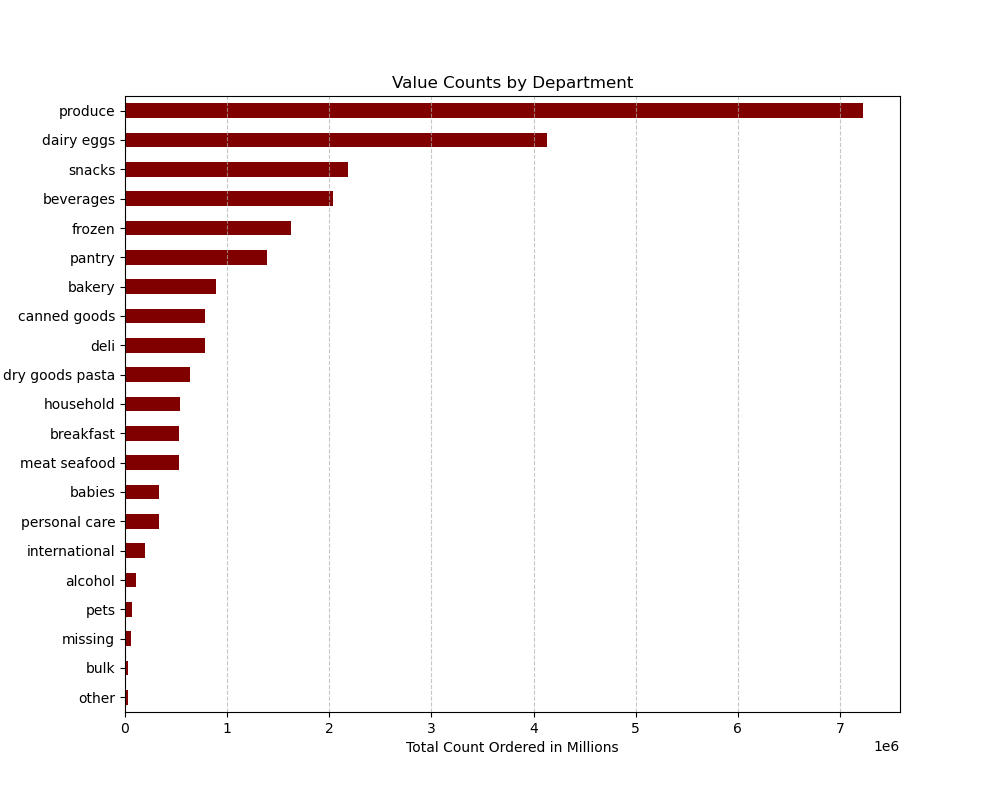 Value Counts by Department
produce
dairy eggs
snacks
beverages
frozen
pantry
bakery
canned goods
deli
dry goods pasta
household
breakfast
meat seafood
babies
personal care
international
alcohol
pets
missing
bulk
other
0 1 2 3 4 5 6 7
1e6
Total Count Ordered in Millions